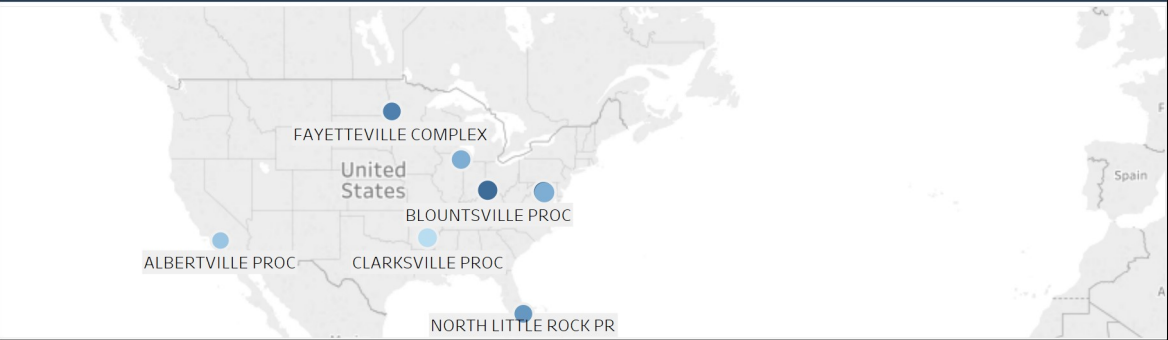 FAYETTEVILLE COMPLEX
United
States
Spain
BLOUNTSVILLE PROC
ALBERTVILLE PROC
CLARKSVILLE PROC
NORTH LITTLE ROCK PR